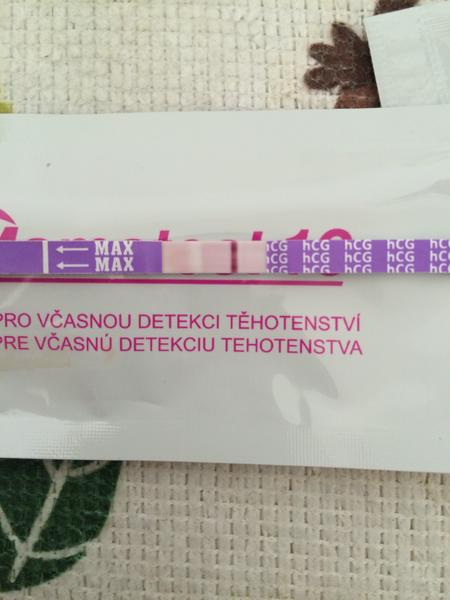 MAX hCG hCG hCG hCG hCG
MAX hCG hCG hCG hCG hCG
PRO VČASNOU DETEKCI TĚHOTENSTVÍ
PRE VČASNÚ DETEKCIU TEHOTENSTVA